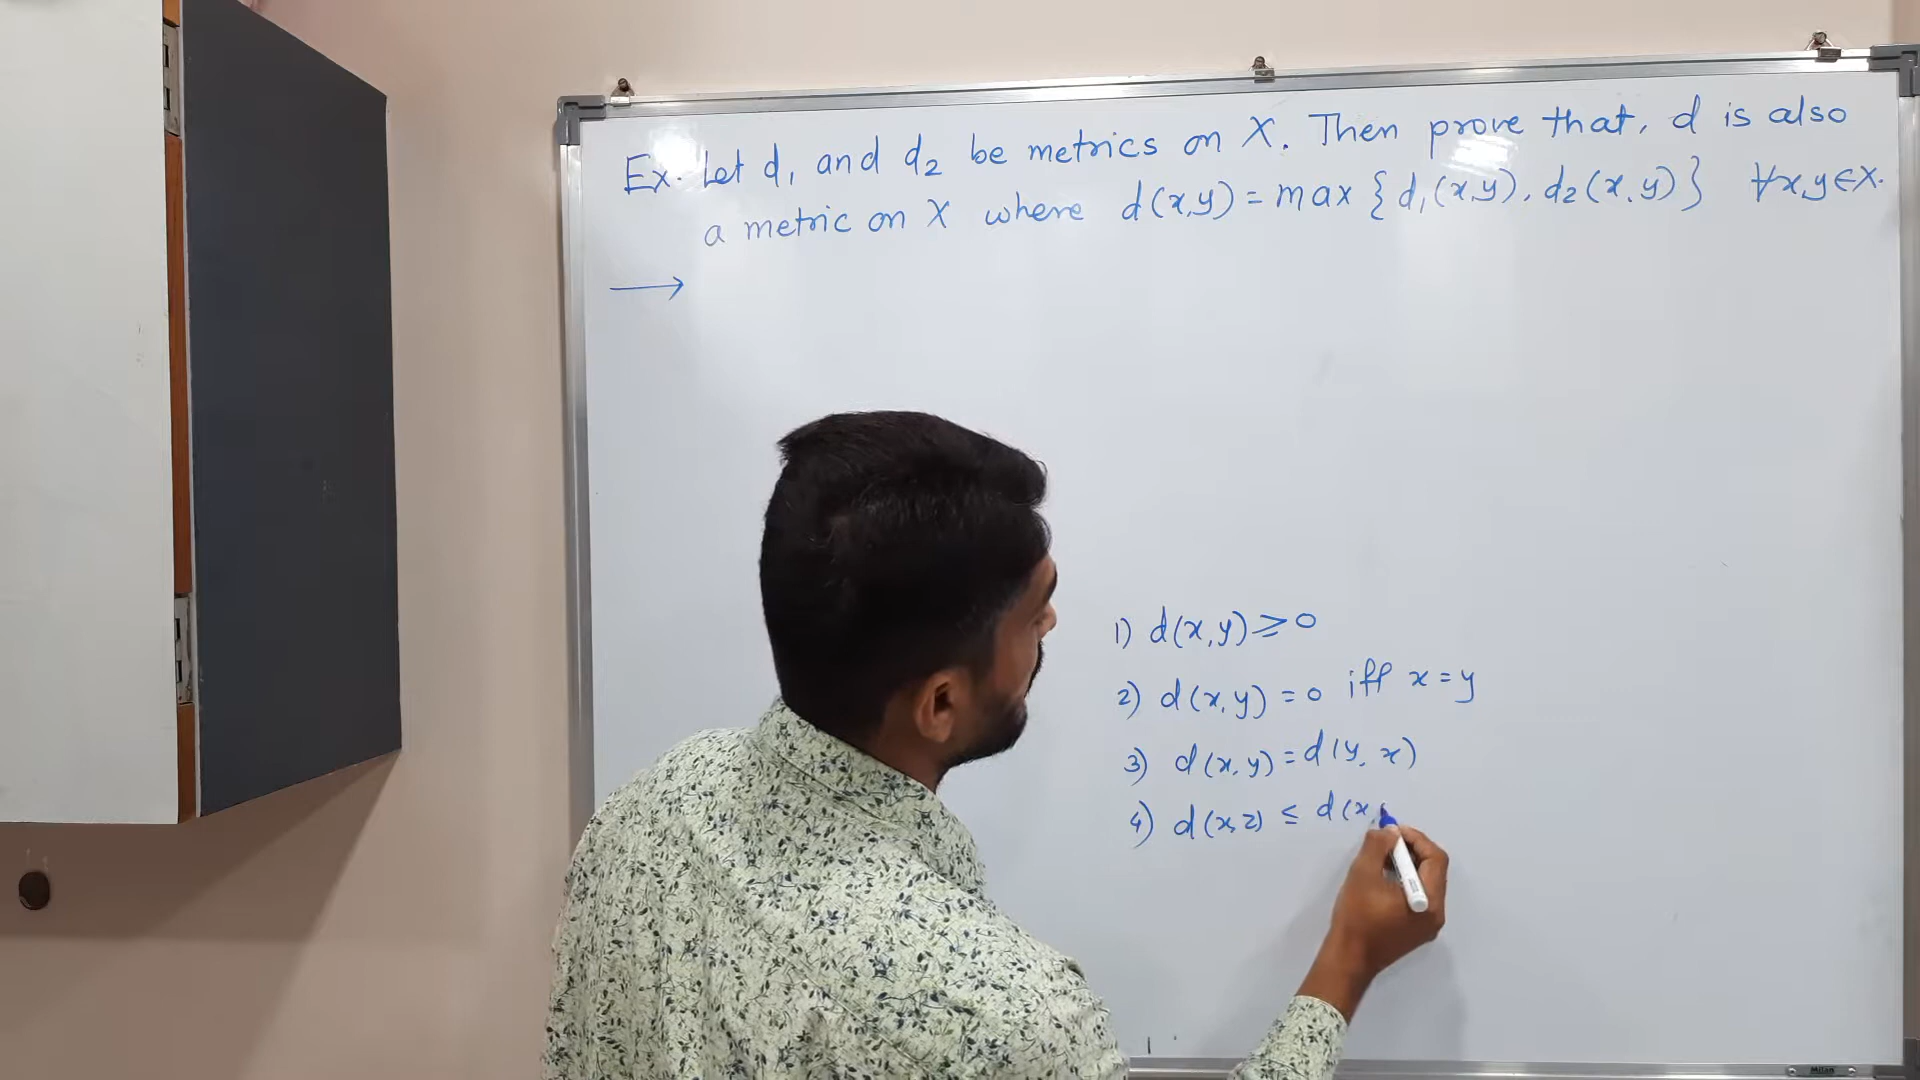 Ex. Let d₁ and d₂ be metrics on X. Then prove that, d is also
a metric on X where d(x,y) = max {d₁(x,y), d₂(x,y)} ∀x,y∈X.
→
1) d(x,y) ≥ 0
2) d(x,y) = 0 iff x = y
3) d(x,y) = d(y,x)
4) d(x,z) ≤ d(x,
Milan